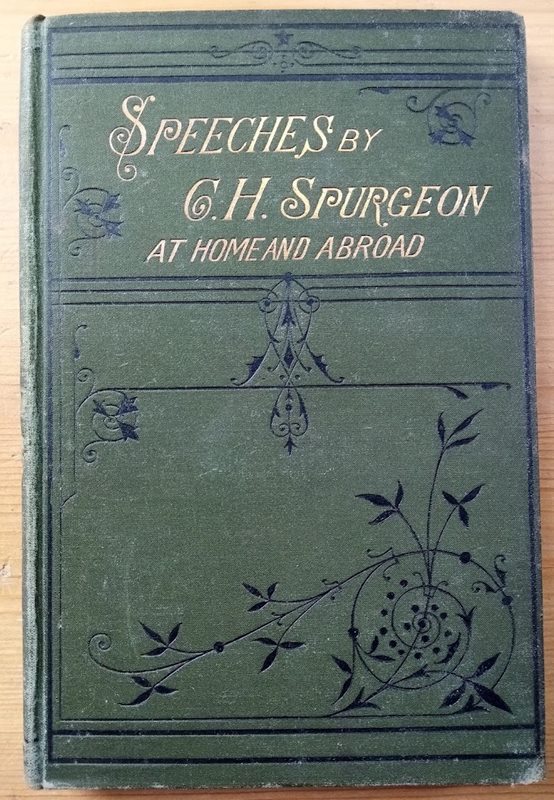 SPEECHES BY
C.H. SPURGEON
AT HOME AND ABROAD